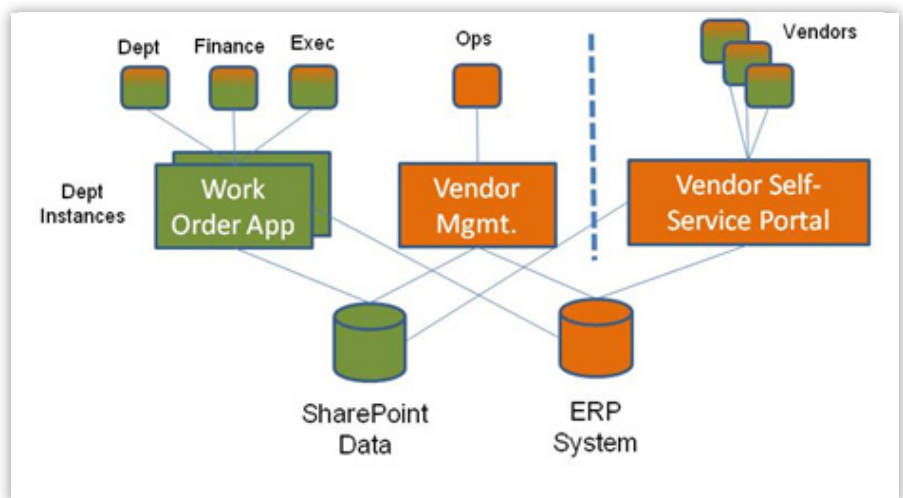 Dept
Finance
Exec
Ops
Vendors
Dept
Instances
Work
Order App
Vendor
Mgmt.
Vendor Self-
Service Portal
SharePoint
Data
ERP
System